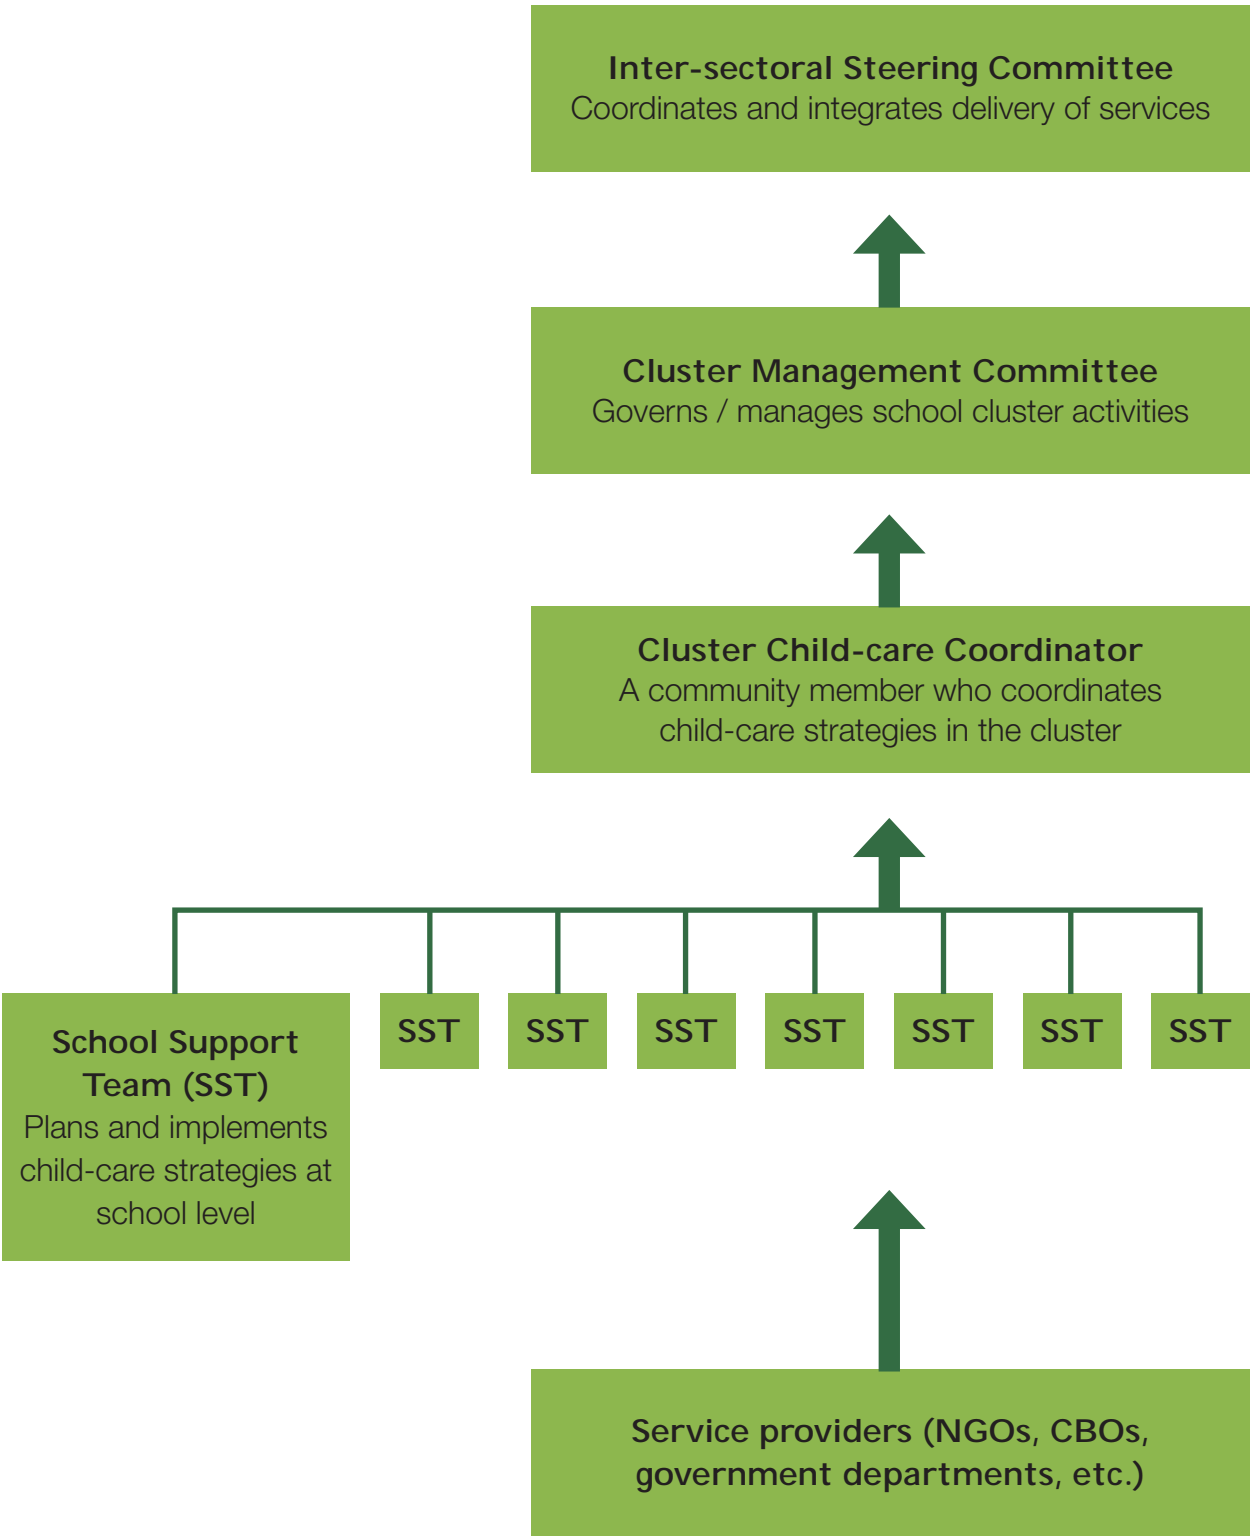 Inter-sectoral Steering Committee
Coordinates and integrates delivery of services
Cluster Management Committee
Governs / manages school cluster activities
Cluster Child-care Coordinator
A community member who coordinates
child-care strategies in the cluster
School Support
Team (SST)
Plans and implements
child-care strategies at
school level
SST
SST
SST
SST
SST
SST
SST
Service providers (NGOs, CBOs,
government departments, etc.)